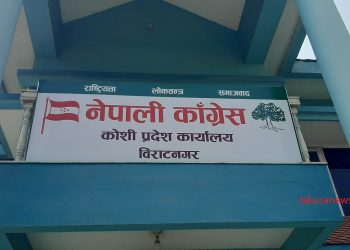 राष्ट्रियता लोकतन्त्र समाजवाद
नेपाली काँग्रेस
कोशी प्रदेश कार्यालय
विराटनगर
takuranews